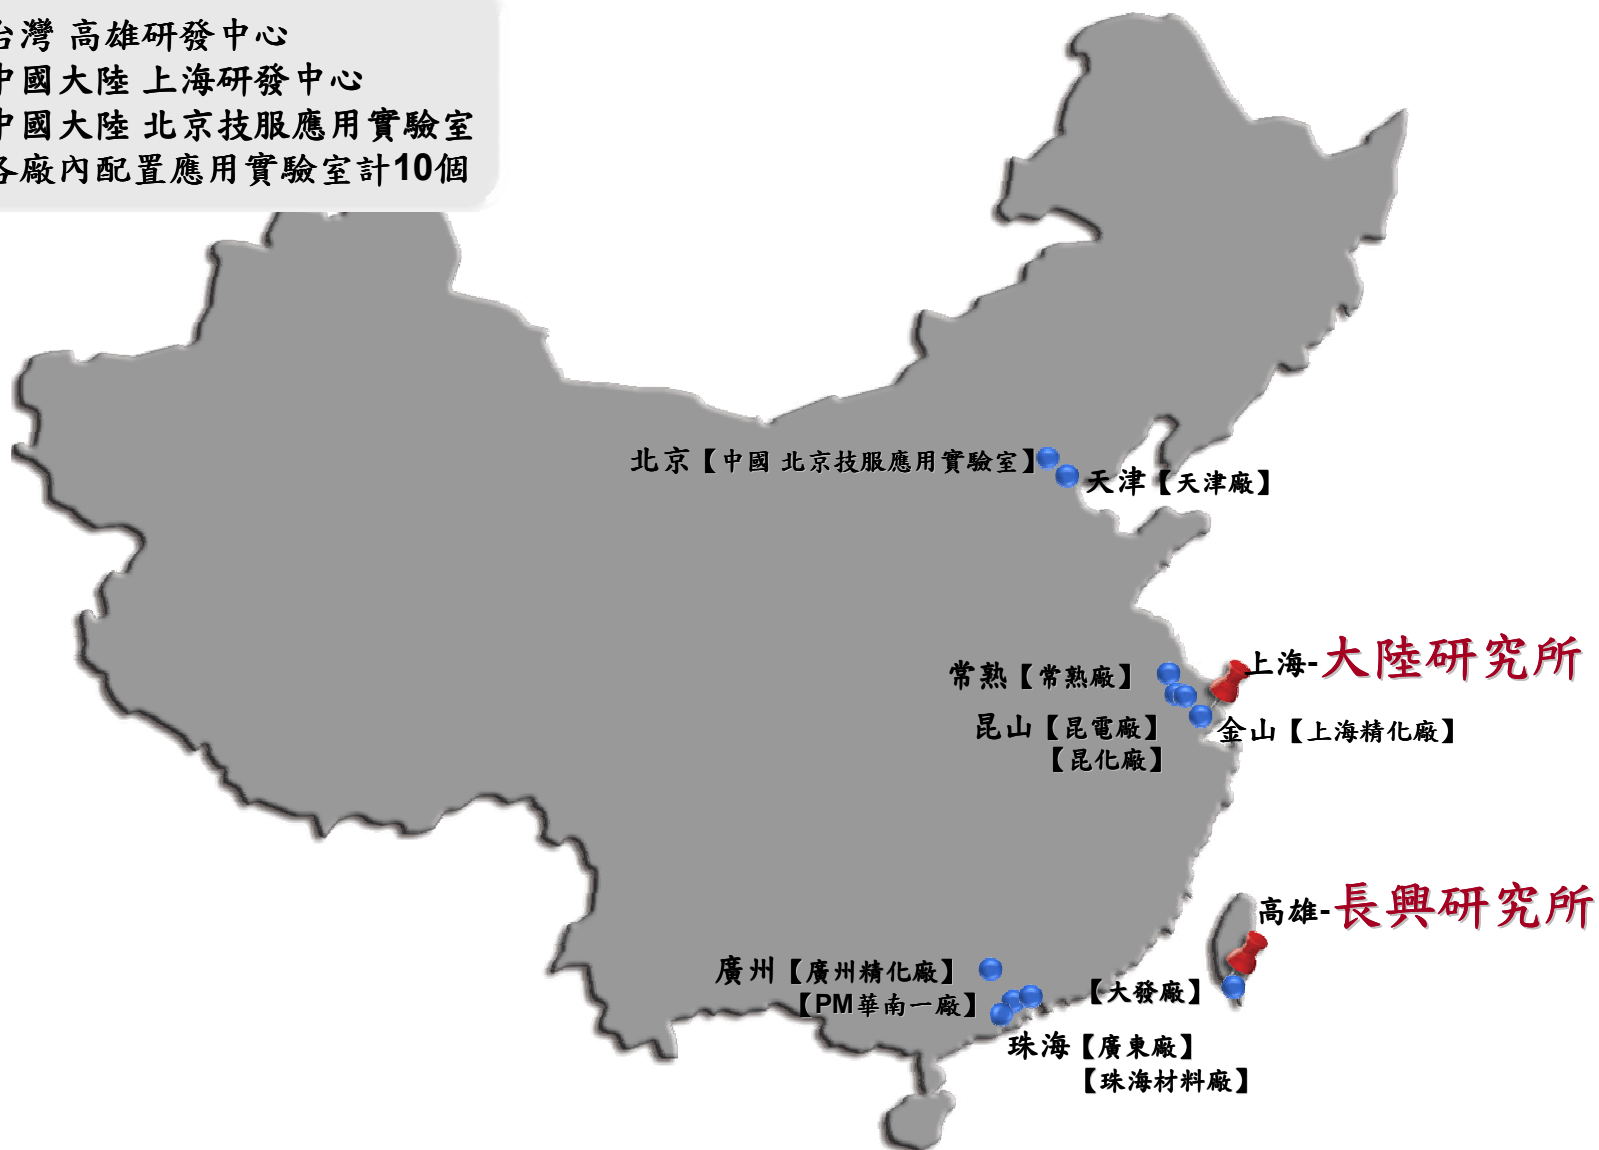 台灣 高雄研發中心
中國大陸 上海研發中心
中國大陸 北京技服應用實驗室
各廠內配置應用實驗室計10個
北京【中國 北京技服應用實驗室】
天津【天津廠】
上海-大陸研究所
常熟【常熟廠】
昆山【昆電廠】
【昆化廠】
金山【上海精化廠】
高雄-長興研究所
廣州【廣州精化廠】
【PM華南一廠】
【大發廠】
珠海【廣東廠】
【珠海材料廠】